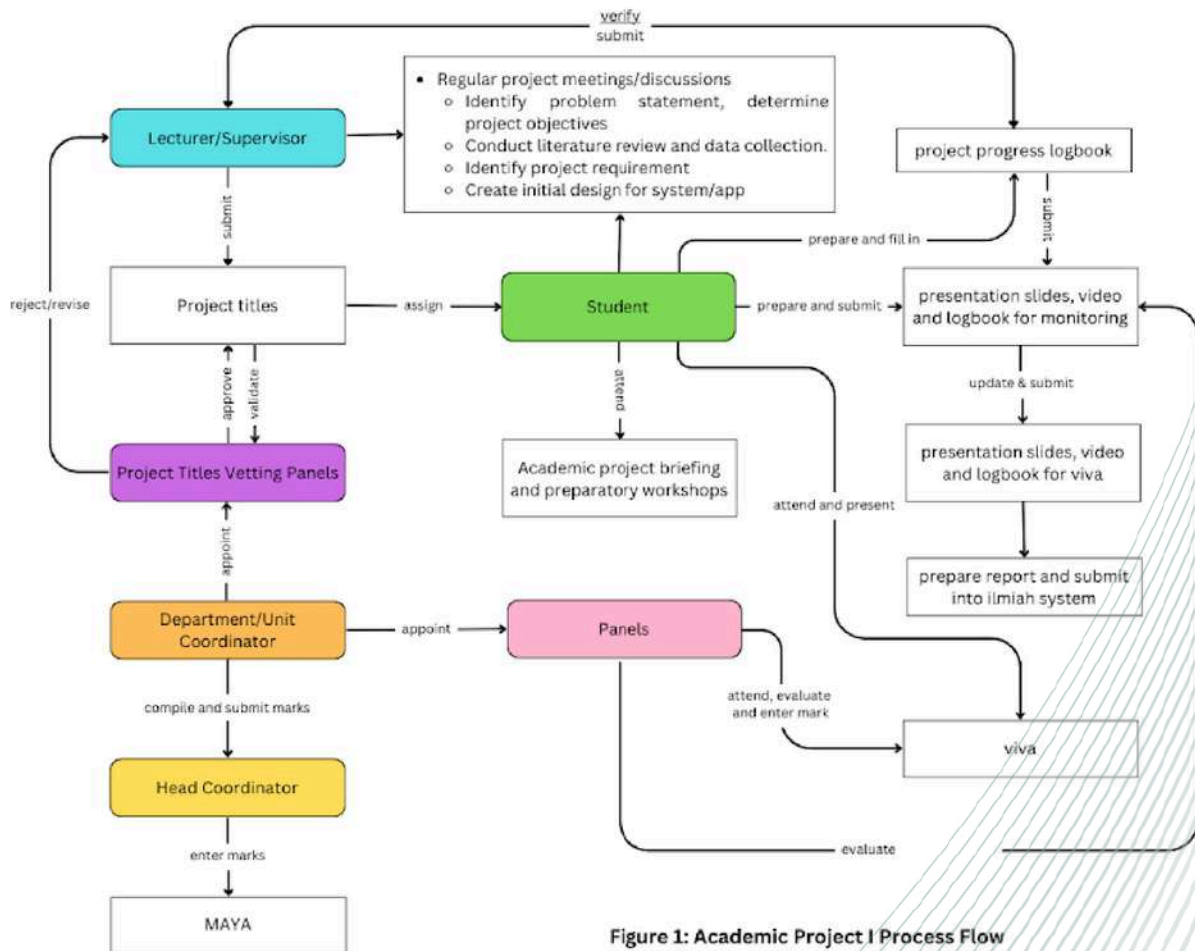 verify
submit
• Regular project meetings/discussions
○ Identify problem statement, determine
project objectives
○ Conduct literature review and data collection.
○ Identify project requirement
○ Create initial design for system/app
Lecturer/Supervisor
project progress logbook
submit
submit
prepare and fill in
reject/revise
Project titles
assign
Student
prepare and submit
presentation slides, video
and logbook for monitoring
approve
validate
attend
update & submit
Project Titles Vetting Panels
Academic project briefing
and preparatory workshops
presentation slides, video
and logbook for viva
attend and present
appoint
prepare report and submit
into ilmiah system
Department/Unit
Coordinator
appoint
Panels
compile and submit marks
attend, evaluate
and enter mark
viva
Head Coordinator
enter marks
evaluate
MAYA
Figure 1: Academic Project I Process Flow